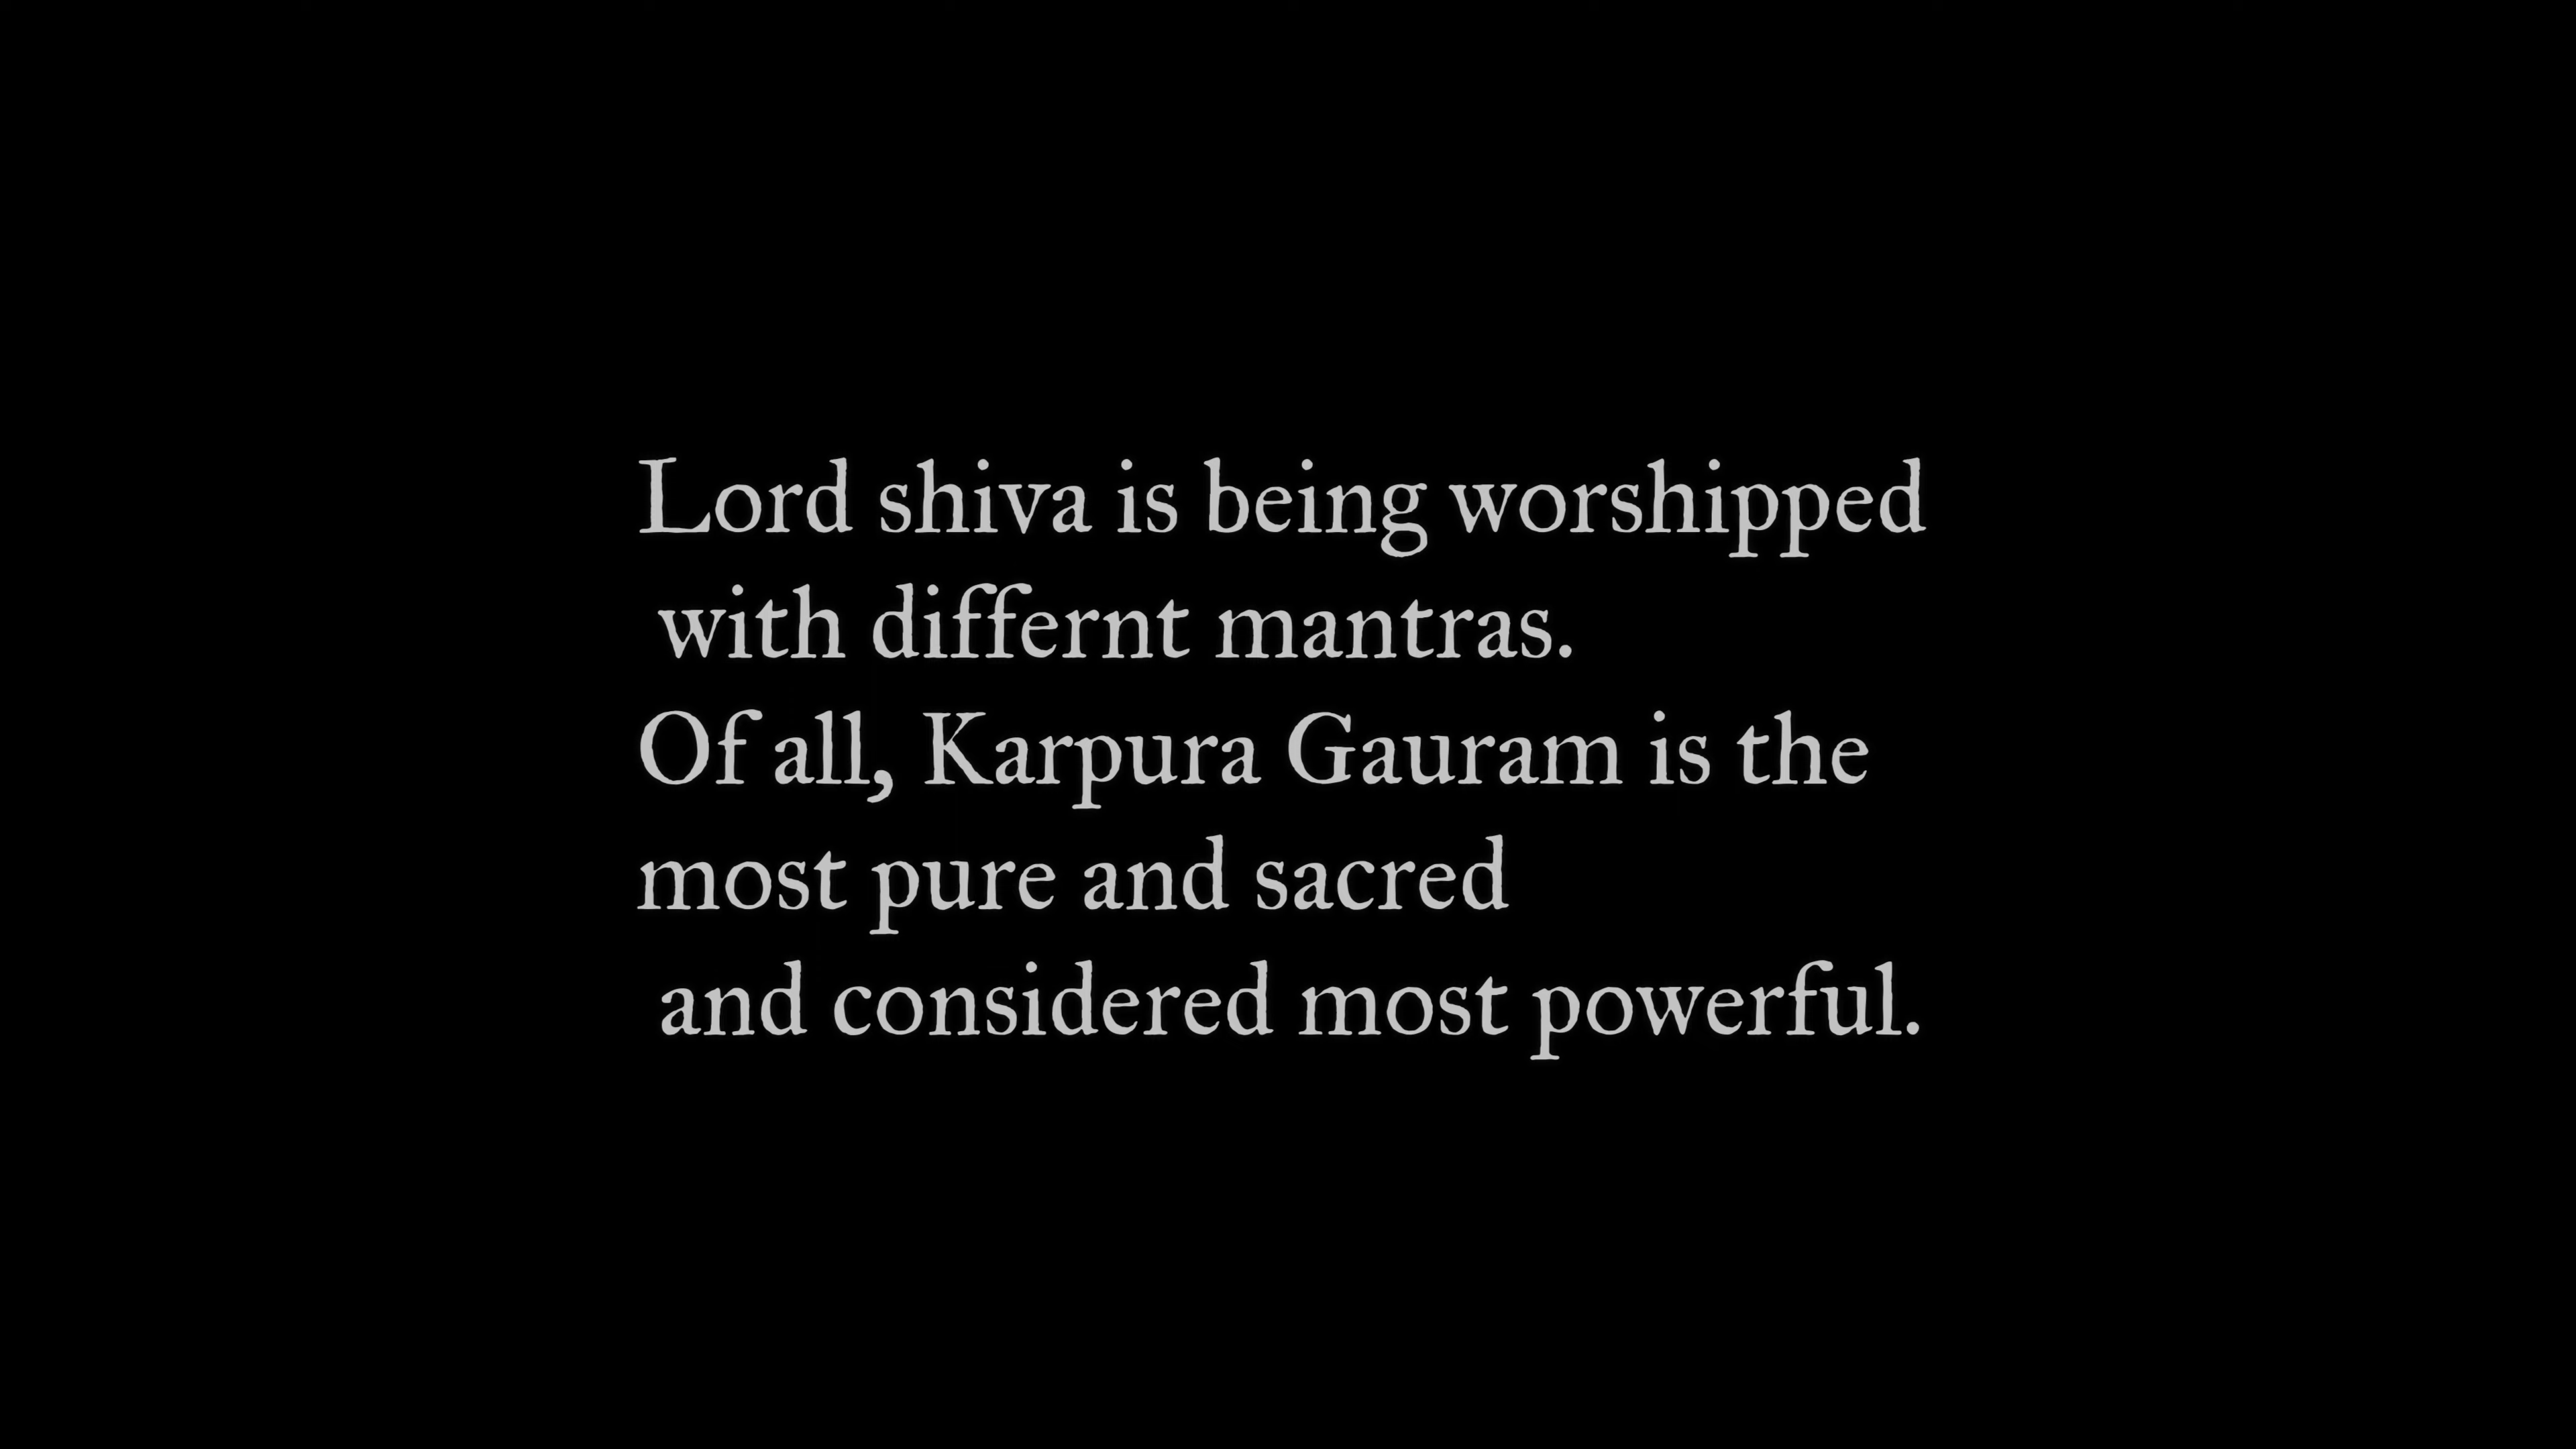 Lord shiva is being worshipped
with differnt mantras.
Of all, Karpura Gauram is the
most pure and sacred
and considered most powerful.